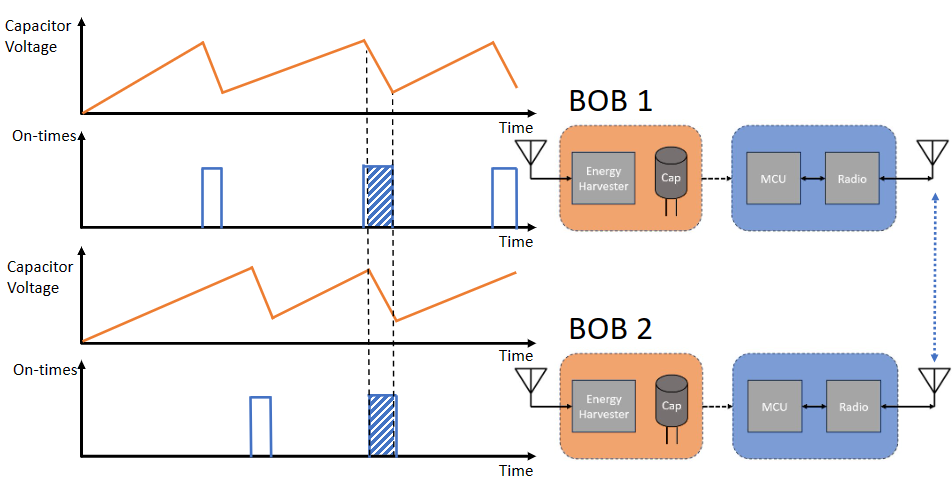 Capacitor
Voltage
Time
On-times
Time
BOB 1
Energy
Harvester
Cap
MCU
Radio
Capacitor
Voltage
Time
On-times
Time
BOB 2
Energy
Harvester
Cap
MCU
Radio